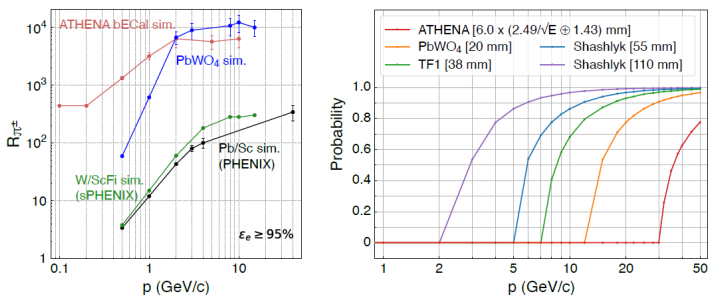 ATHENA bECal sim.
PbWO₄ sim.
Pb/Sc sim.
(PHENIX)
W/ScFi sim.
(sPHENIX)
εₑ ≥ 95%
R_π±
10⁴
10³
10²
10
1
0.1
1
10
p (GeV/c)
ATHENA [6.0 x (2.49/√E ⊕ 1.43) mm]
PbWO₄ [20 mm]
TF1 [38 mm]
Shashlyk [55 mm]
Shashlyk [110 mm]
Probability
1.0
0.8
0.6
0.4
0.2
0
1
2
5
10
20
50
p (GeV/c)